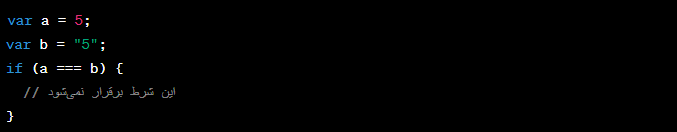 var a = 5;
var b = "5";
if (a === b) {
// این شرط برقرار نمی‌شود
}